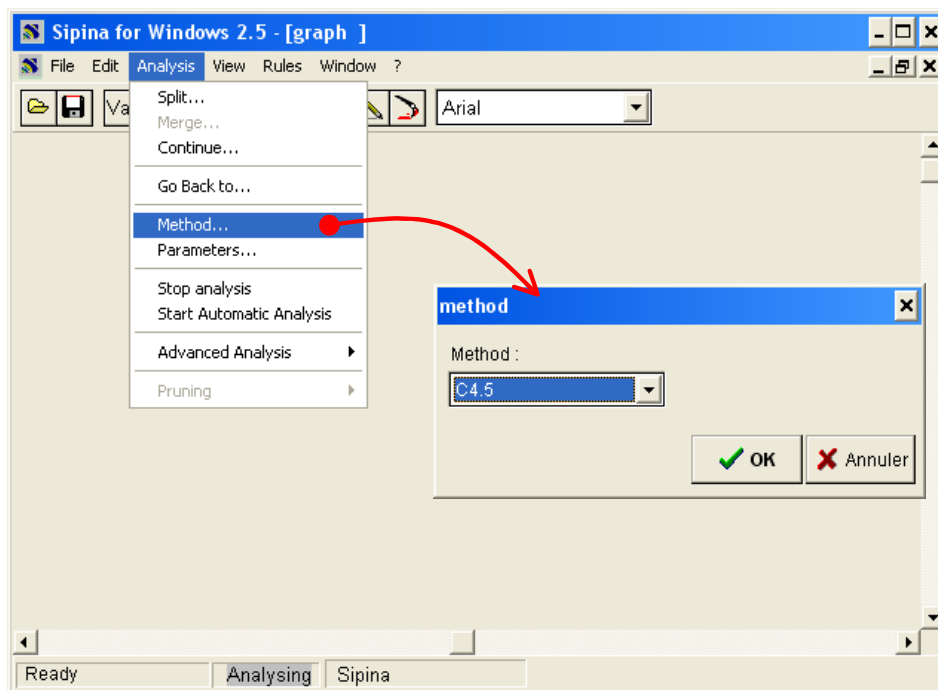 Sipina for Windows 2.5 - [graph ]
File Edit Analysis View Rules Window ?
Va
Arial
Split...
Merge...
Continue...
Go Back to...
Method...
Parameters...
Stop analysis
Start Automatic Analysis
Advanced Analysis
Pruning
method
Method :
C4.5
OK Annuler
Ready Analysing Sipina